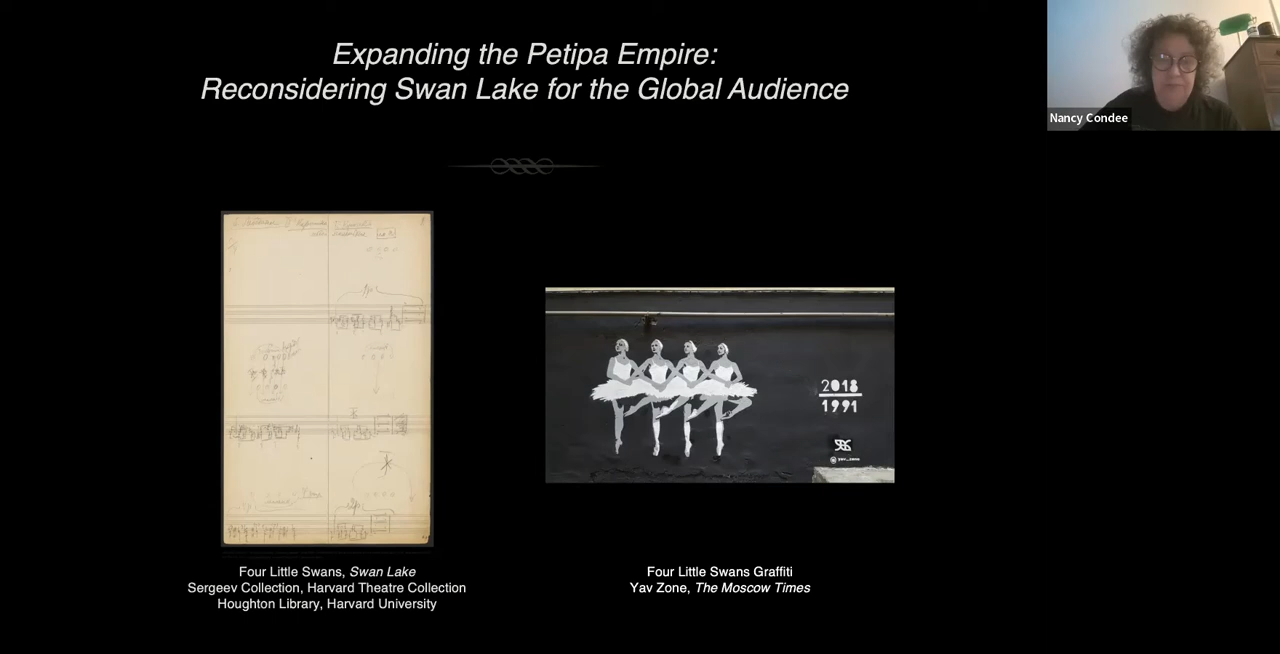 Expanding the Petipa Empire:
Reconsidering Swan Lake for the Global Audience
Nancy Condee
2018
1991
yav_zone
Four Little Swans, Swan Lake
Sergeev Collection, Harvard Theatre Collection
Houghton Library, Harvard University
Four Little Swans Graffiti
Yav Zone, The Moscow Times